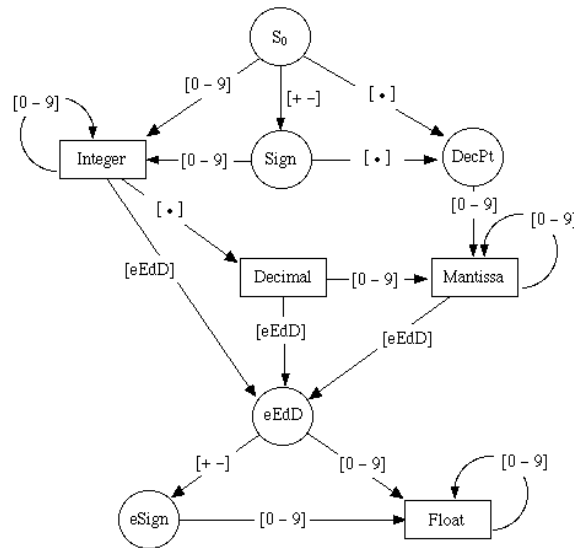 S₀
[0 – 9]
[0 – 9]
[+ –]
[ • ]
Integer
[0 – 9]
Sign
[ • ]
DecPt
[ • ]
[0 – 9]
[0 – 9]
[eEdD]
Decimal
[0 – 9]
Mantissa
[eEdD]
[eEdD]
eEdD
[+ –]
[0 – 9]
[0 – 9]
eSign
[0 – 9]
Float